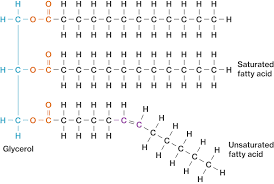 H O H H H H H H H H H H H
H C O C C C C C C C C C C C C H
H H H H H H H H H H H
O H H H H H H H H H H H
H C O C C C C C C C C C C C C H
H H H H H H H H H H H
Saturated
fatty acid
O H H H H H H
H C O C C C C C C C
H H H H H
Glycerol
Unsaturated
fatty acid